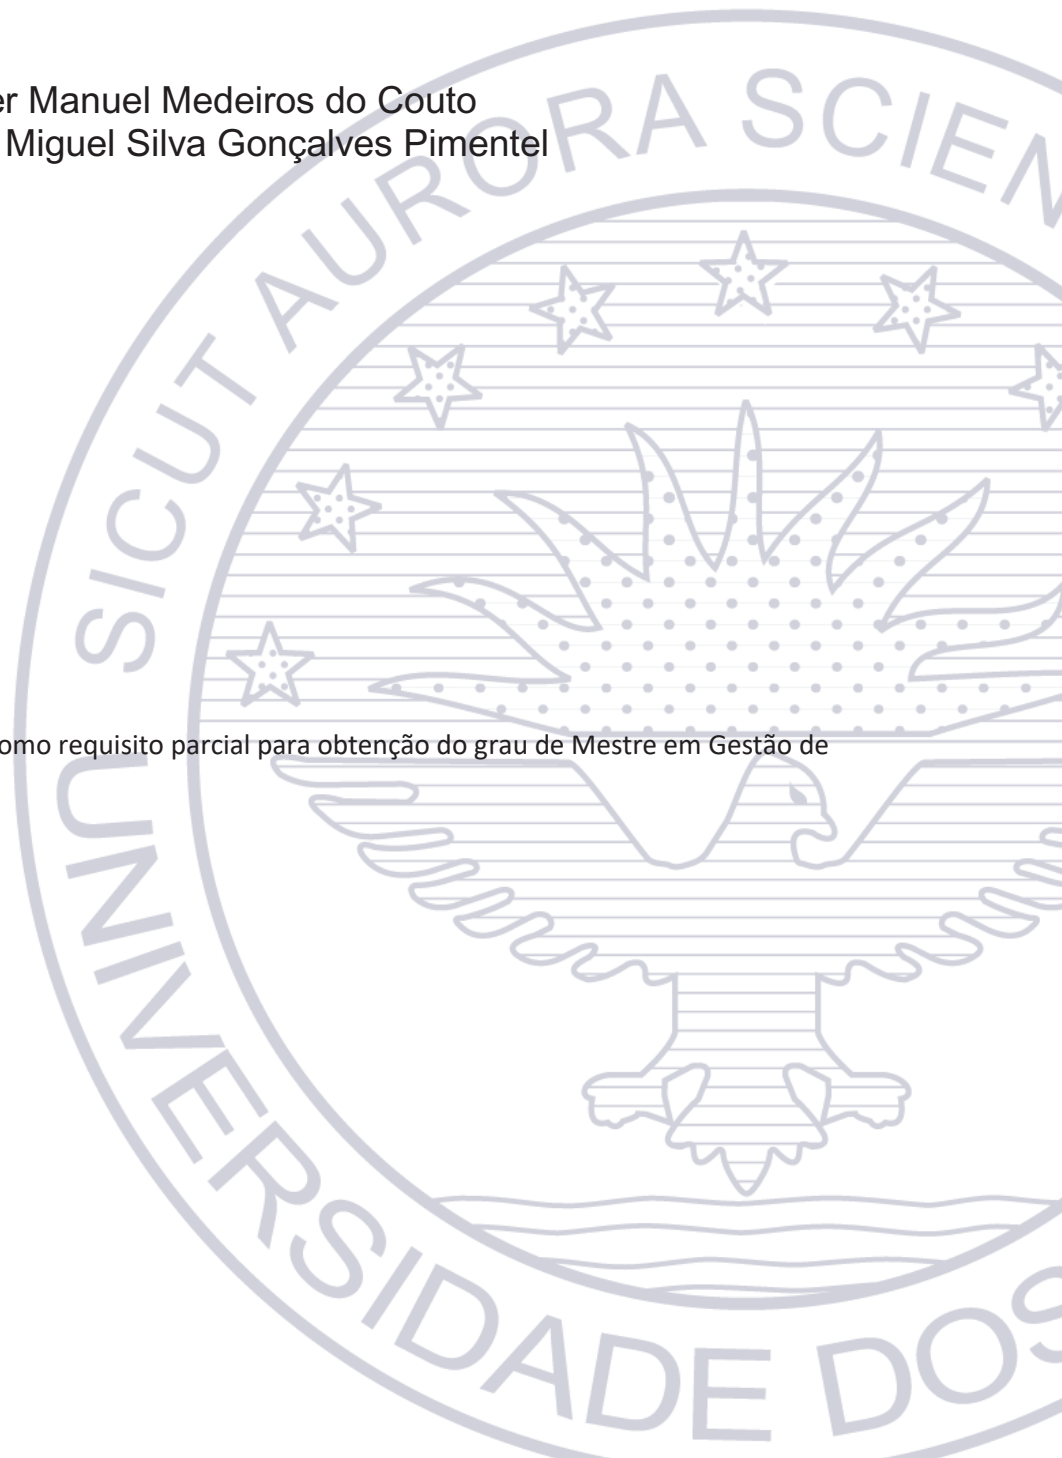 er Manuel Medeiros do Couto
Miguel Silva Gonçalves Pimentel
SICUT AURORA SCIEN
omo requisito parcial para obtenção do grau de Mestre em Gestão de
UNIVERSIDADE DOS